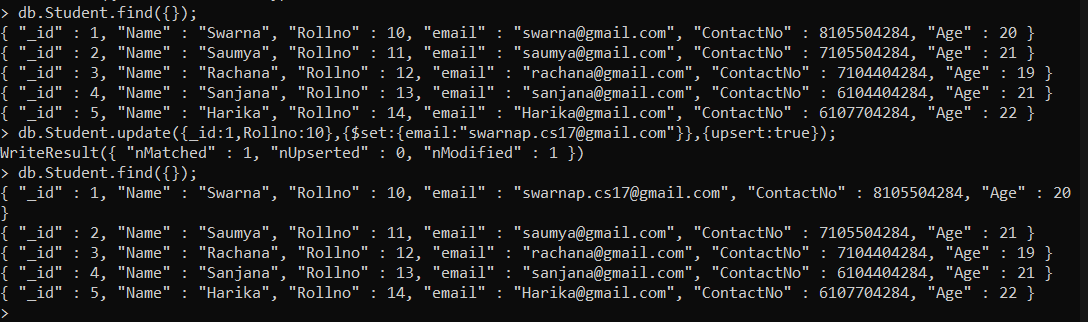 > db.Student.find({});
{ "_id" : 1, "Name" : "Swarna", "Rollno" : 10, "email" : "swarna@gmail.com", "ContactNo" : 8105504284, "Age" : 20 }
{ "_id" : 2, "Name" : "Saumya", "Rollno" : 11, "email" : "saumya@gmail.com", "ContactNo" : 7105504284, "Age" : 21 }
{ "_id" : 3, "Name" : "Rachana", "Rollno" : 12, "email" : "rachana@gmail.com", "ContactNo" : 7104404284, "Age" : 19 }
{ "_id" : 4, "Name" : "Sanjana", "Rollno" : 13, "email" : "sanjana@gmail.com", "ContactNo" : 6104404284, "Age" : 21 }
{ "_id" : 5, "Name" : "Harika", "Rollno" : 14, "email" : "Harika@gmail.com", "ContactNo" : 6107704284, "Age" : 22 }
> db.Student.update({_id:1,Rollno:10},{$set:{email:"swarnap.cs17@gmail.com"}},{upsert:true});
WriteResult({ "nMatched" : 1, "nUpserted" : 0, "nModified" : 1 })
> db.Student.find({});
{ "_id" : 1, "Name" : "Swarna", "Rollno" : 10, "email" : "swarnap.cs17@gmail.com", "ContactNo" : 8105504284, "Age" : 20
}
{ "_id" : 2, "Name" : "Saumya", "Rollno" : 11, "email" : "saumya@gmail.com", "ContactNo" : 7105504284, "Age" : 21 }
{ "_id" : 3, "Name" : "Rachana", "Rollno" : 12, "email" : "rachana@gmail.com", "ContactNo" : 7104404284, "Age" : 19 }
{ "_id" : 4, "Name" : "Sanjana", "Rollno" : 13, "email" : "sanjana@gmail.com", "ContactNo" : 6104404284, "Age" : 21 }
{ "_id" : 5, "Name" : "Harika", "Rollno" : 14, "email" : "Harika@gmail.com", "ContactNo" : 6107704284, "Age" : 22 }
>